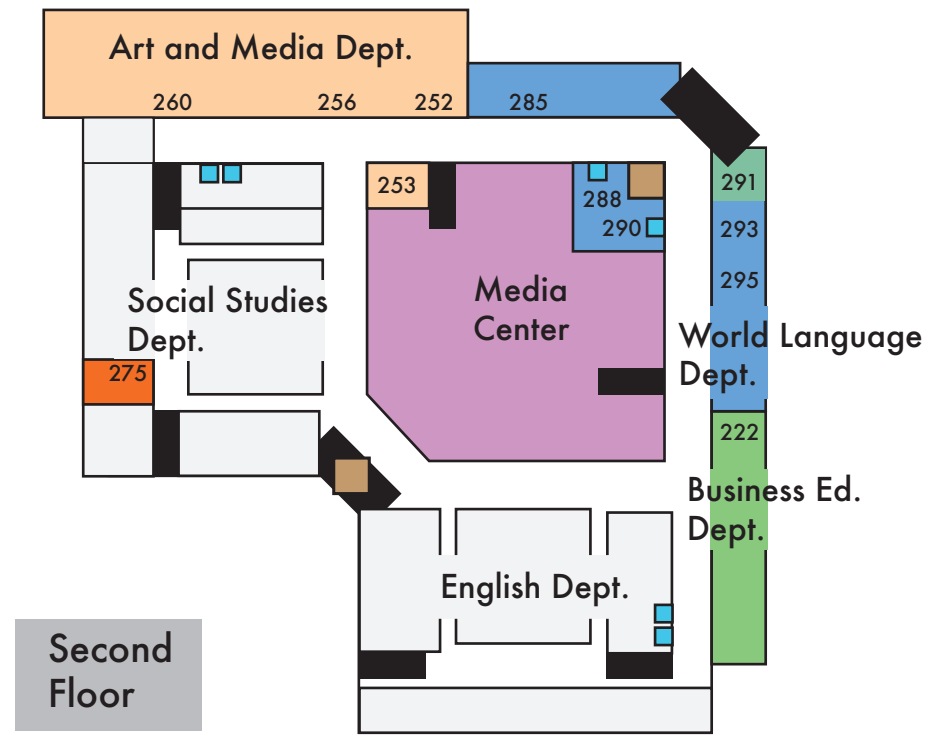 Art and Media Dept.
260 256 252 285
253
288
290
291
293
295
Social Studies
Dept.
Media
Center
World Language
Dept.
275
222
Business Ed.
Dept.
English Dept.
Second
Floor